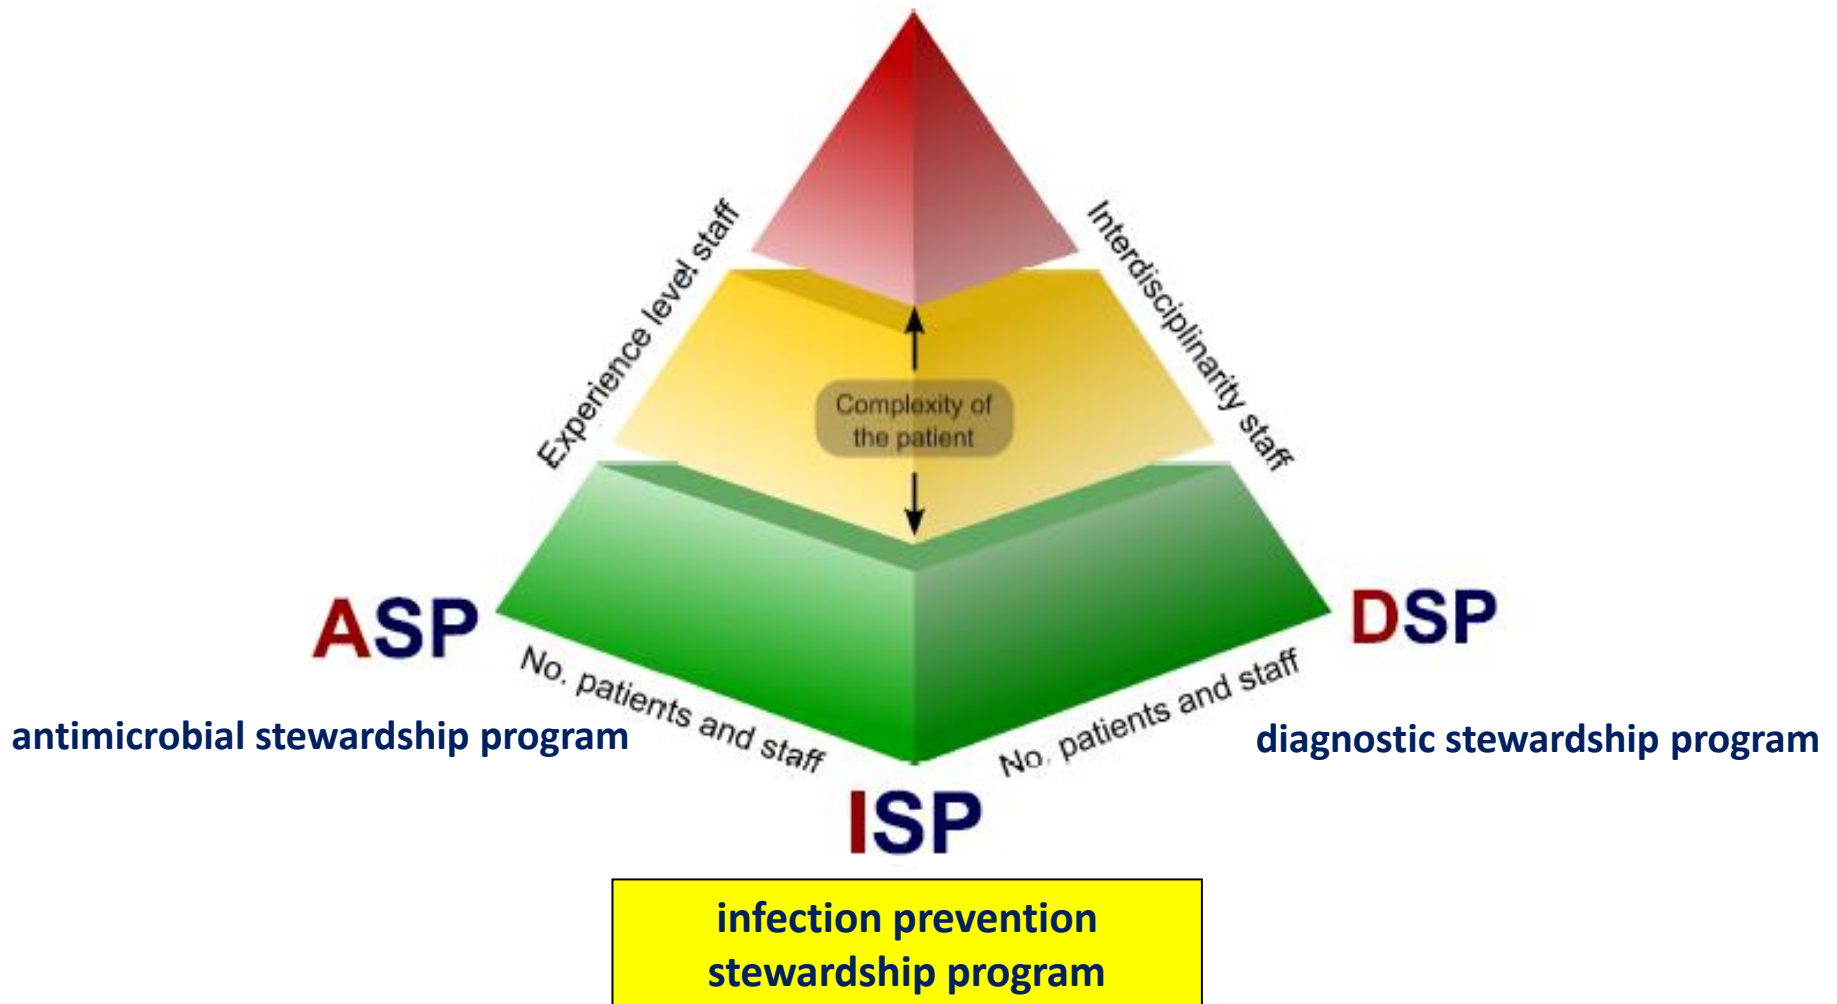 Experience level staff
Interdisciplinarity staff
Complexity of
the patient
ASP
DSP
No. patients and staff
No. patients and staff
antimicrobial stewardship program
diagnostic stewardship program
ISP
infection prevention
stewardship program